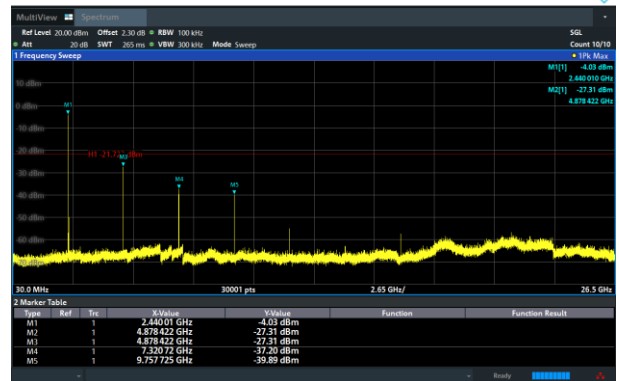 MultiView Spectrum
Ref Level 20.00 dBm Offset 2.30 dB RBW 100 kHz SGL
Att 20 dB SWT 265 ms VBW 300 kHz Mode Sweep Count 10/10
1 Frequency Sweep 1Pk Max
M1[1] -4.03 dBm
2.440 010 GHz
M2[1] -27.31 dBm
4.878 422 GHz
10 dBm
0 dBm
M1
-10 dBm
-20 dBm
M2
-30 dBm
M4
M5
-40 dBm
-50 dBm
-60 dBm
30.0 MHz 30001 pts 2.65 GHz/ 26.5 GHz
2 Marker Table
Type Ref Trc X-Value Y-Value Function Function Result
M1 1 2.440 01 GHz -4.03 dBm
M2 1 4.878 422 GHz -27.31 dBm
M3 1 4.878 422 GHz -27.31 dBm
M4 1 7.320 72 GHz -37.20 dBm
M5 1 9.757 725 GHz -39.89 dBm
Ready